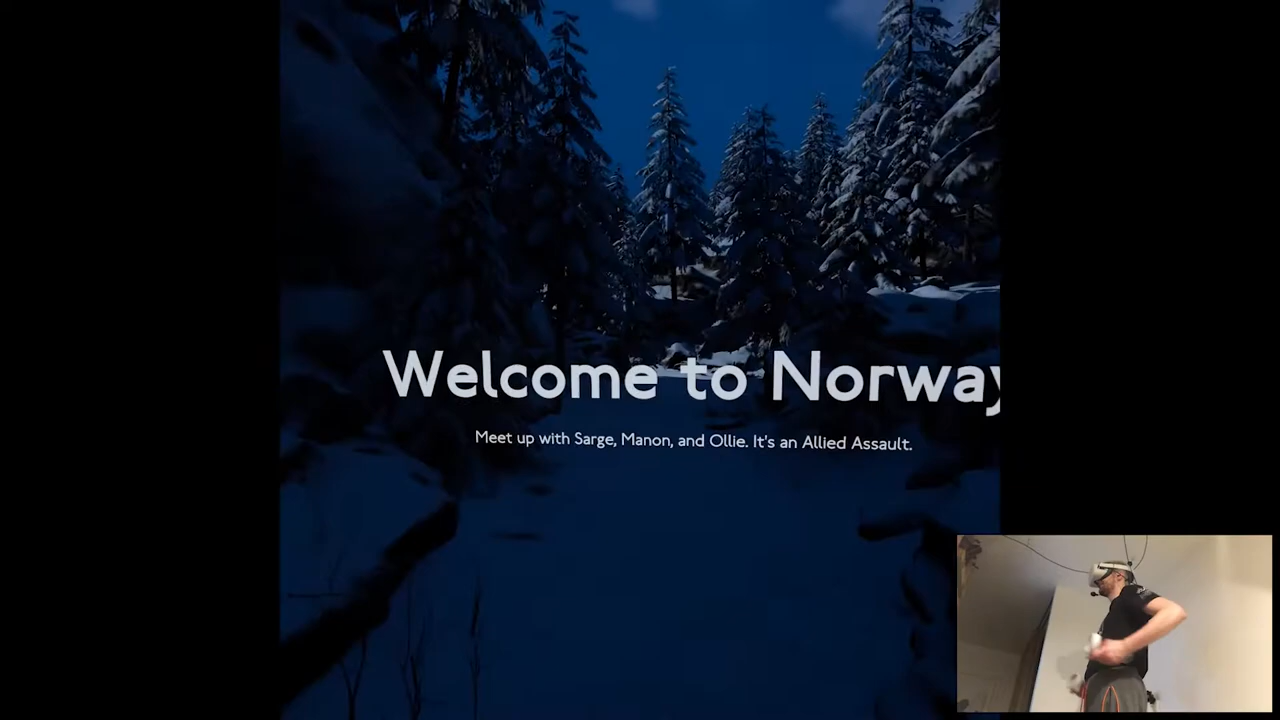 Welcome to Norway
Meet up with Sarge, Manon, and Ollie. It's an Allied Assault.